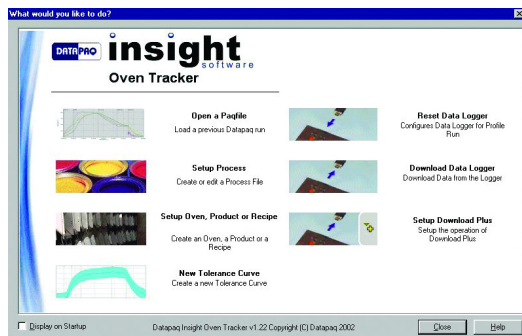 What would you like to do?
DATAPAQ insight
software
Oven Tracker
Open a Paqfile
Load a previous Datapaq run
Setup Process
Create or edit a Process File
Setup Oven, Product or Recipe
Create an Oven, a Product or a
Recipe
New Tolerance Curve
Create a new Tolerance Curve
Reset Data Logger
Configures Data Logger for Profile
Run
Download Data Logger
Download Data from the Logger
Setup Download Plus
Setup the operation of
Download Plus
Display on Startup
Datapaq Insight Oven Tracker v1.22 Copyright (C) Datapaq 2002
Close
Help